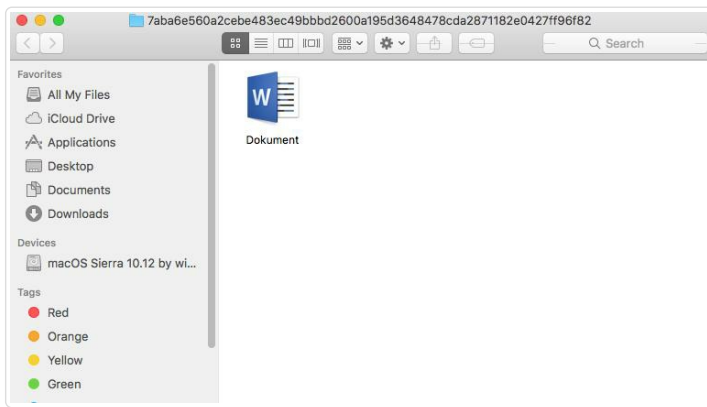 7aba6e560a2cebe483ec49bbbd2600a195d3648478cda2871182e0427ff96f82
Search
Favorites
All My Files
iCloud Drive
Applications
Desktop
Documents
Downloads
Devices
macOS Sierra 10.12 by wi...
Tags
Red
Orange
Yellow
Green
W
Dokument